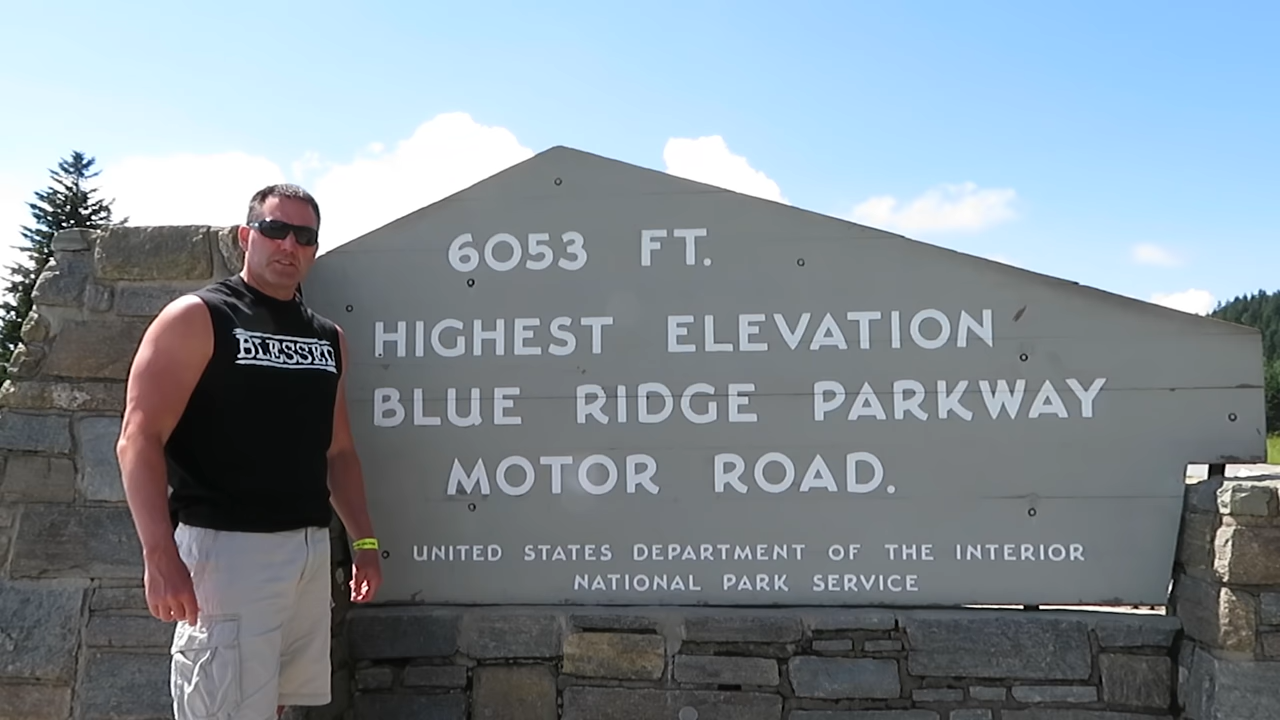 BLESSED
6053 FT.
HIGHEST ELEVATION
BLUE RIDGE PARKWAY
MOTOR ROAD.
UNITED STATES DEPARTMENT OF THE INTERIOR
NATIONAL PARK SERVICE